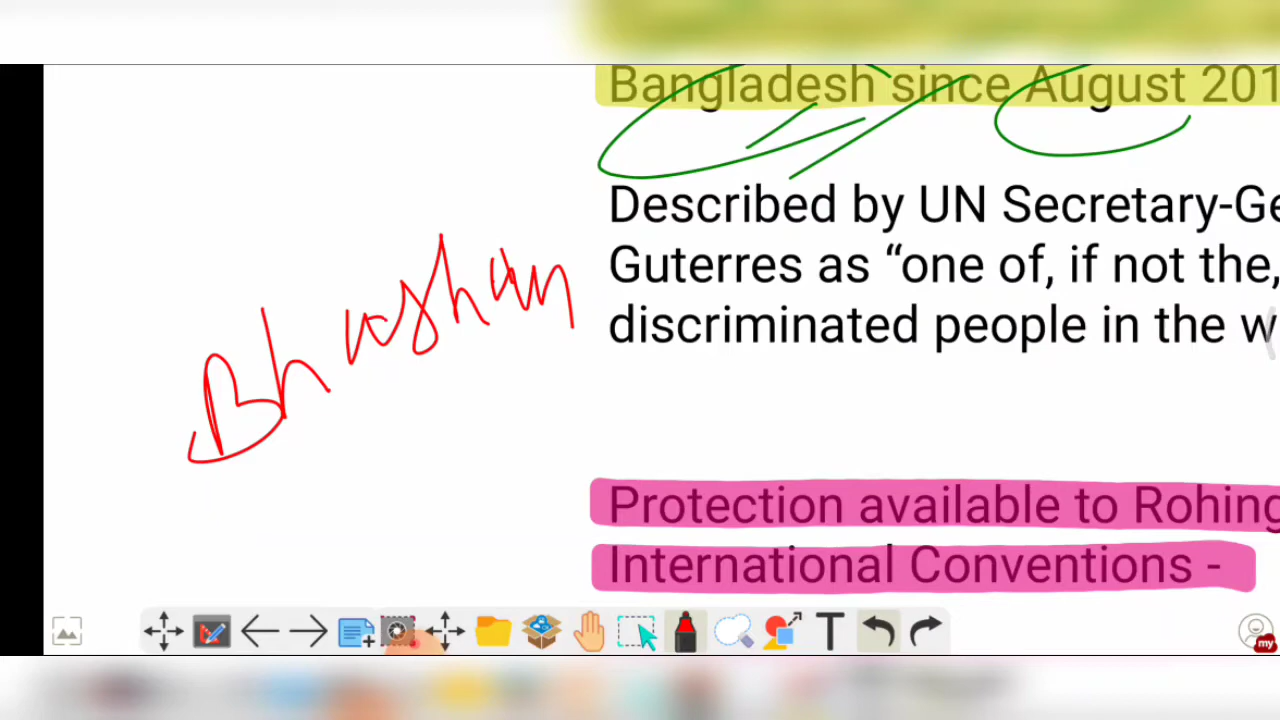 Bangladesh since August 201
Described by UN Secretary-Ge
Guterres as “one of, if not the,
discriminated people in the w
Bhashan
Protection available to Rohing
International Conventions -
T
my